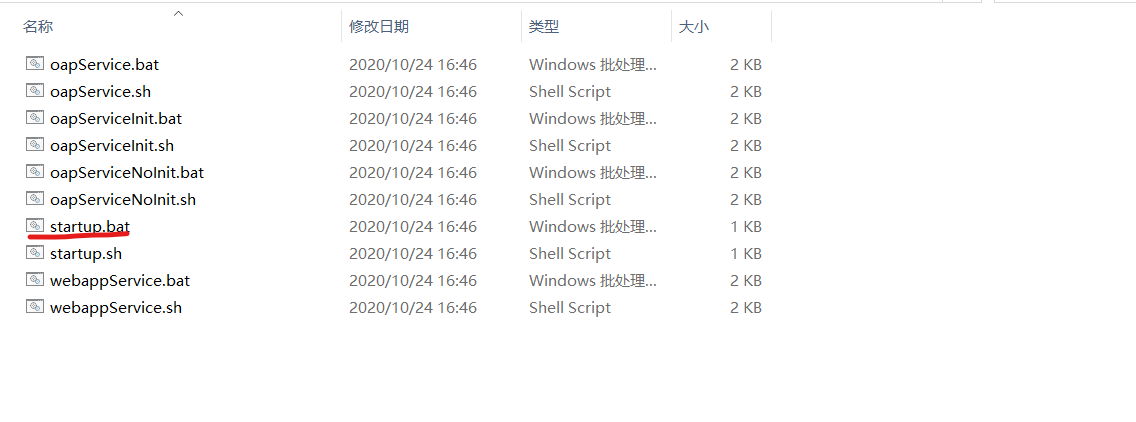 名称 修改日期 类型 大小
oapService.bat 2020/10/24 16:46 Windows 批处理... 2 KB
oapService.sh 2020/10/24 16:46 Shell Script 2 KB
oapServiceInit.bat 2020/10/24 16:46 Windows 批处理... 2 KB
oapServiceInit.sh 2020/10/24 16:46 Shell Script 2 KB
oapServiceNoInit.bat 2020/10/24 16:46 Windows 批处理... 2 KB
oapServiceNoInit.sh 2020/10/24 16:46 Shell Script 2 KB
startup.bat 2020/10/24 16:46 Windows 批处理... 1 KB
startup.sh 2020/10/24 16:46 Shell Script 1 KB
webappService.bat 2020/10/24 16:46 Windows 批处理... 2 KB
webappService.sh 2020/10/24 16:46 Shell Script 2 KB